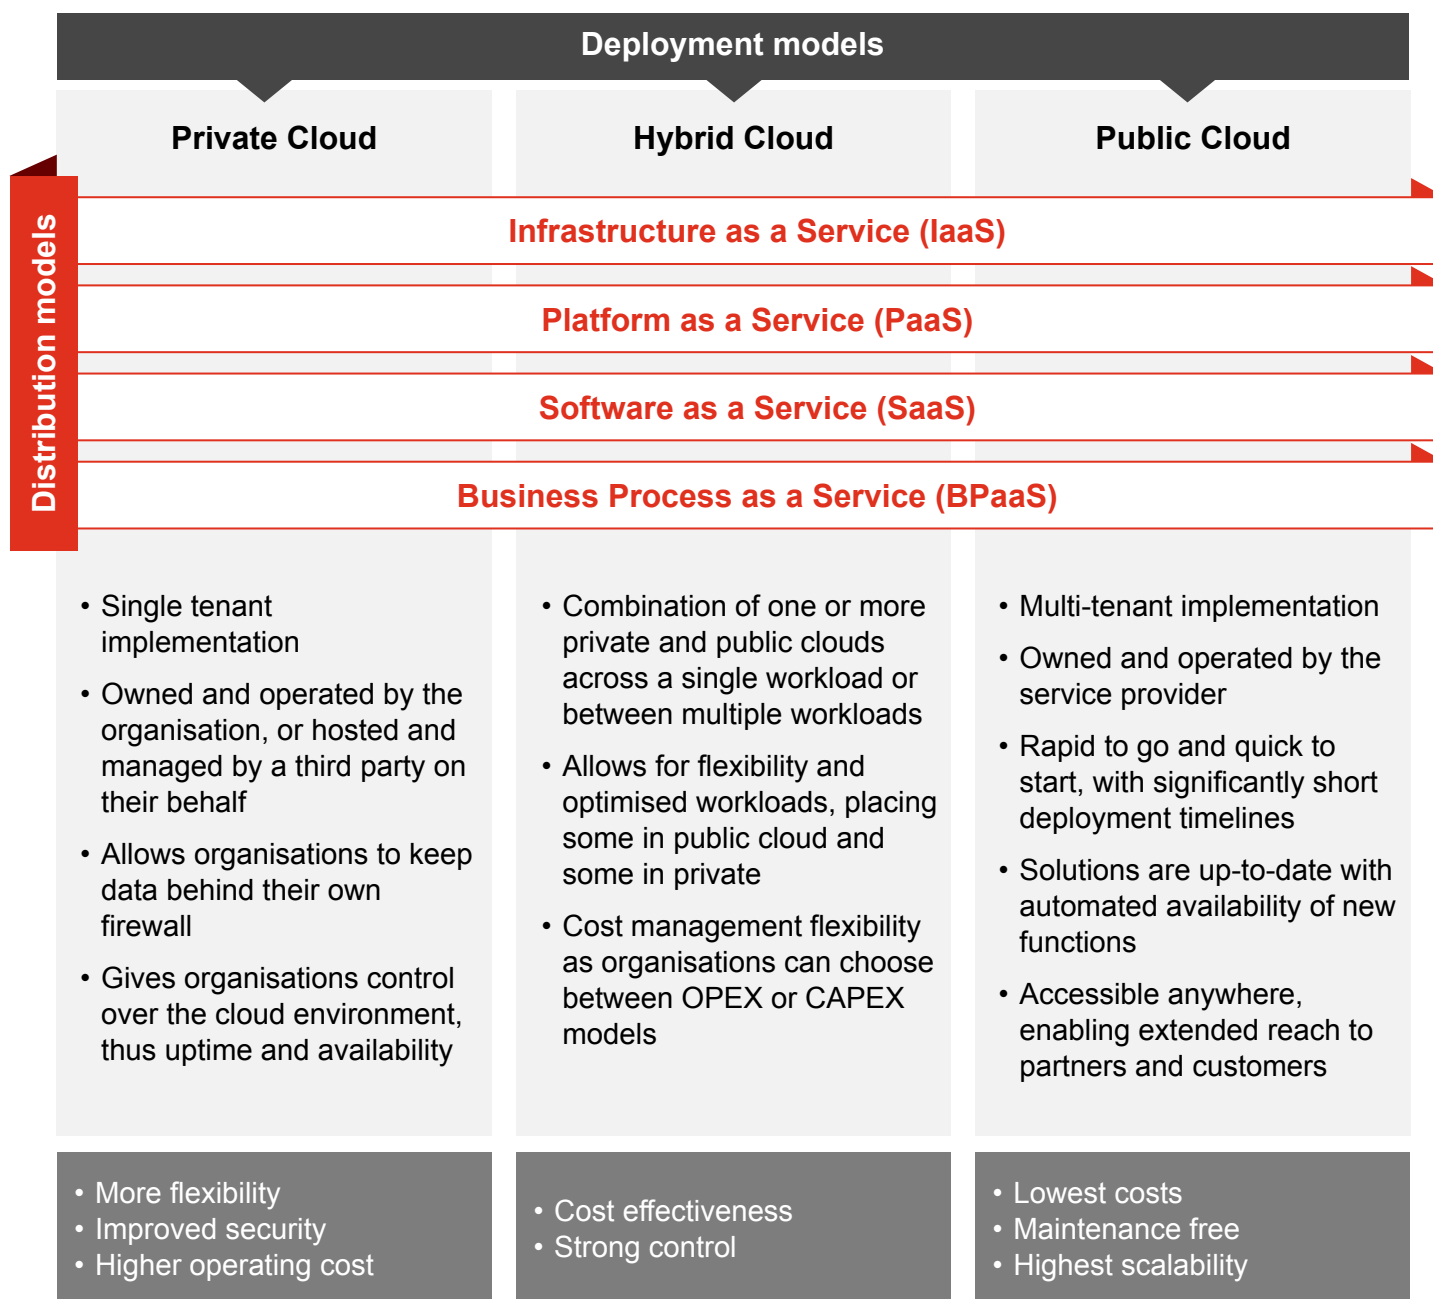 Deployment models
Private Cloud
Hybrid Cloud
Public Cloud
Distribution models
Infrastructure as a Service (IaaS)
Platform as a Service (PaaS)
Software as a Service (SaaS)
Business Process as a Service (BPaaS)
• Single tenant
implementation
• Owned and operated by the
organisation, or hosted and
managed by a third party on
their behalf
• Allows organisations to keep
data behind their own
firewall
• Gives organisations control
over the cloud environment,
thus uptime and availability
• Combination of one or more
private and public clouds
across a single workload or
between multiple workloads
• Allows for flexibility and
optimised workloads, placing
some in public cloud and
some in private
• Cost management flexibility
as organisations can choose
between OPEX or CAPEX
models
• Multi-tenant implementation
• Owned and operated by the
service provider
• Rapid to go and quick to
start, with significantly short
deployment timelines
• Solutions are up-to-date with
automated availability of new
functions
• Accessible anywhere,
enabling extended reach to
partners and customers
• More flexibility
• Improved security
• Higher operating cost
• Cost effectiveness
• Strong control
• Lowest costs
• Maintenance free
• Highest scalability